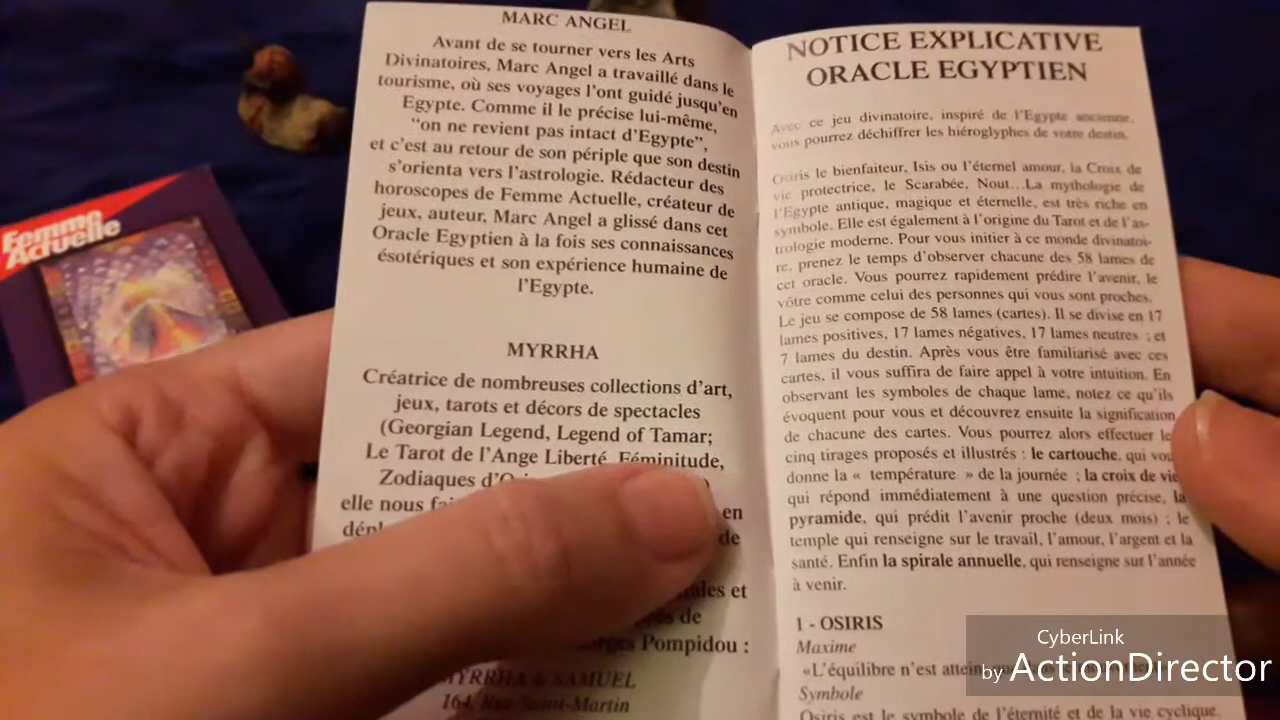 MARC ANGEL
Avant de se tourner vers les Arts
Divinatoires, Marc Angel a travaillé dans le
tourisme, où ses voyages l'ont guidé jusqu'en
Egypte. Comme il le précise lui-même,
"on ne revient pas intact d'Egypte",
et c'est au retour de son périple que son destin
s'orienta vers l'astrologie. Rédacteur des
horoscopes de Femme Actuelle, créateur de
jeux, auteur, Marc Angel a glissé dans cet
Oracle Egyptien à la fois ses connaissances
ésotériques et son expérience humaine de
l'Egypte.
MYRRHA
Créatrice de nombreuses collections d'art,
jeux, tarots et décors de spectacles
(Georgian Legend, Legend of Tamar;
Le Tarot de l'Ange Liberté, Féminitude,
Zodiaques
elle nous
en
de
et
de
Pompidou :
MYRRHA & SAMUEL
164, Rue Saint-Martin
NOTICE EXPLICATIVE
ORACLE EGYPTIEN
Avec ce jeu divinatoire, inspiré de l'Egypte ancienne,
vous pourrez déchiffrer les hiéroglyphes de votre destin.
Osiris le bienfaiteur, Isis ou l'éternel amour, la Croix de
vie protectrice, le Scarabée, Nout...La mythologie de
l'Egypte antique, magique et éternelle, est très riche en
symbole. Elle est également à l'origine du Tarot et de l'as-
trologie moderne. Pour vous initier à ce monde divinatoi-
re, prenez le temps d'observer chacune des 58 lames de
cet oracle. Vous pourrez rapidement prédire l'avenir, le
vôtre comme celui des personnes qui vous sont proches.
Le jeu se compose de 58 lames (cartes). Il se divise en 17
lames positives, 17 lames négatives, 17 lames neutres ; et
7 lames du destin. Après vous être familiarisé avec ces
cartes, il vous suffira de faire appel à votre intuition. En
observant les symboles de chaque lame, notez ce qu'ils
évoquent pour vous et découvrez ensuite la signification
de chacune des cartes. Vous pourrez alors effectuer le
cinq tirages proposés et illustrés : le cartouche, qui vou
donne la « température » de la journée ; la croix de vie
qui répond immédiatement à une question précise, la
pyramide, qui prédit l'avenir proche (deux mois) ; le
temple qui renseigne sur le travail, l'amour, l'argent et la
santé. Enfin la spirale annuelle, qui renseigne sur l'année
à venir.
1 - OSIRIS
Maxime
«L'équilibre n'est
Symbole
Osiris est le symbole de l'éternité et de la vie cyclique.
Femme
Actuelle
CyberLink
by ActionDirector